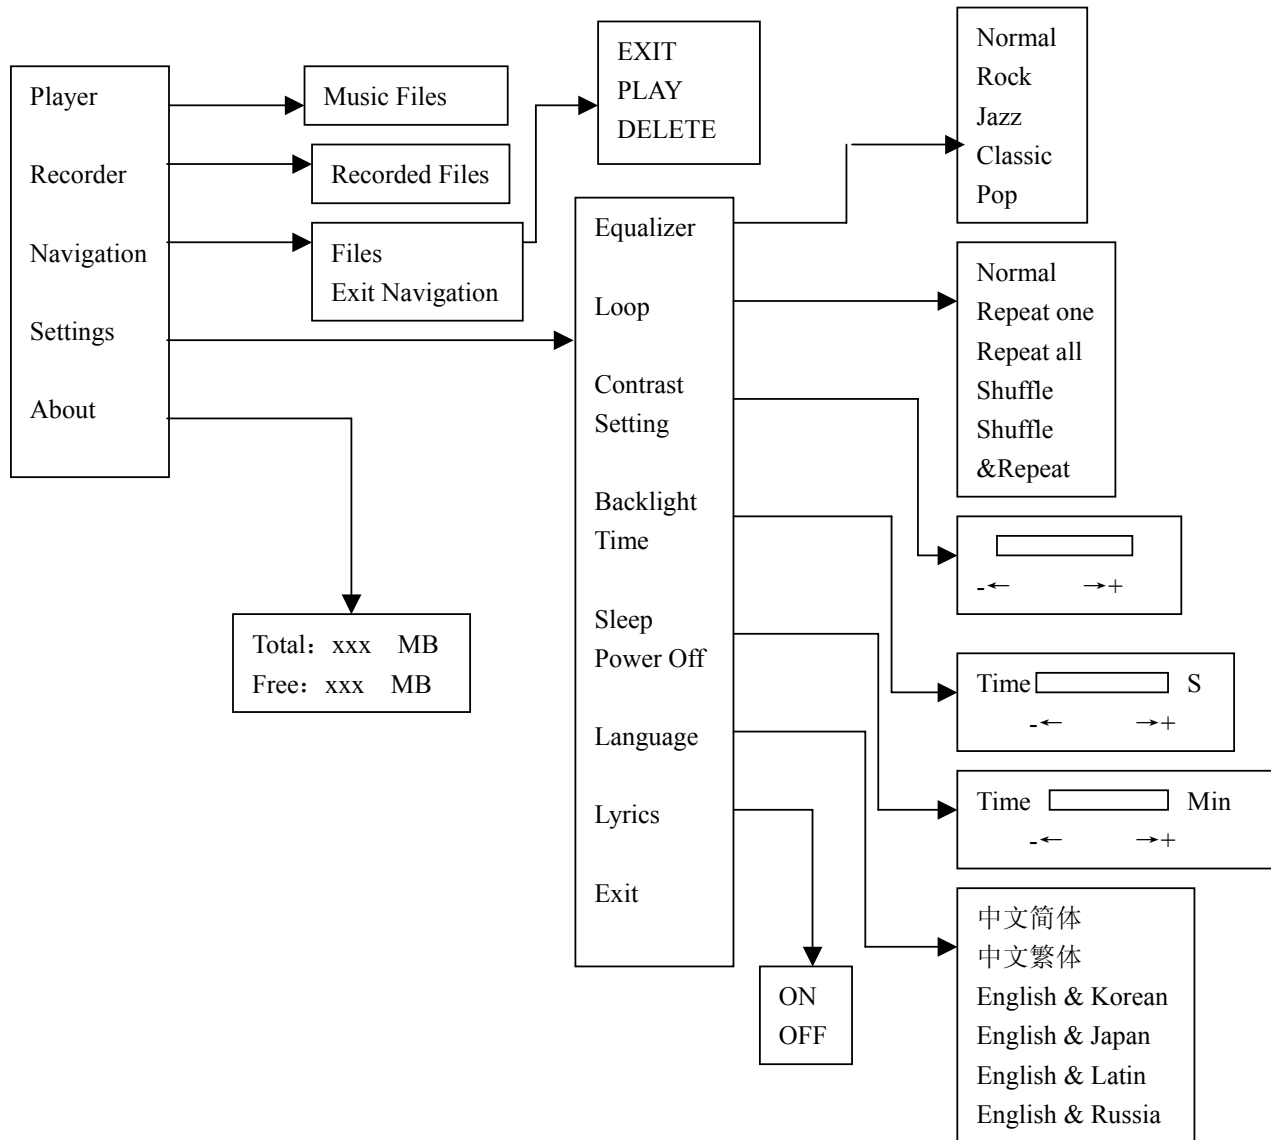 Player
Recorder
Navigation
Settings
About
Music Files
Recorded Files
Files
Exit Navigation
EXIT
PLAY
DELETE
Total：xxx MB
Free：xxx MB
Equalizer
Loop
Contrast
Setting
Backlight
Time
Sleep
Power Off
Language
Lyrics
Exit
ON
OFF
Normal
Rock
Jazz
Classic
Pop
Normal
Repeat one
Repeat all
Shuffle
Shuffle
&Repeat
-← →+
Time S
-← →+
Time Min
-← →+
中文简体
中文繁体
English & Korean
English & Japan
English & Latin
English & Russia